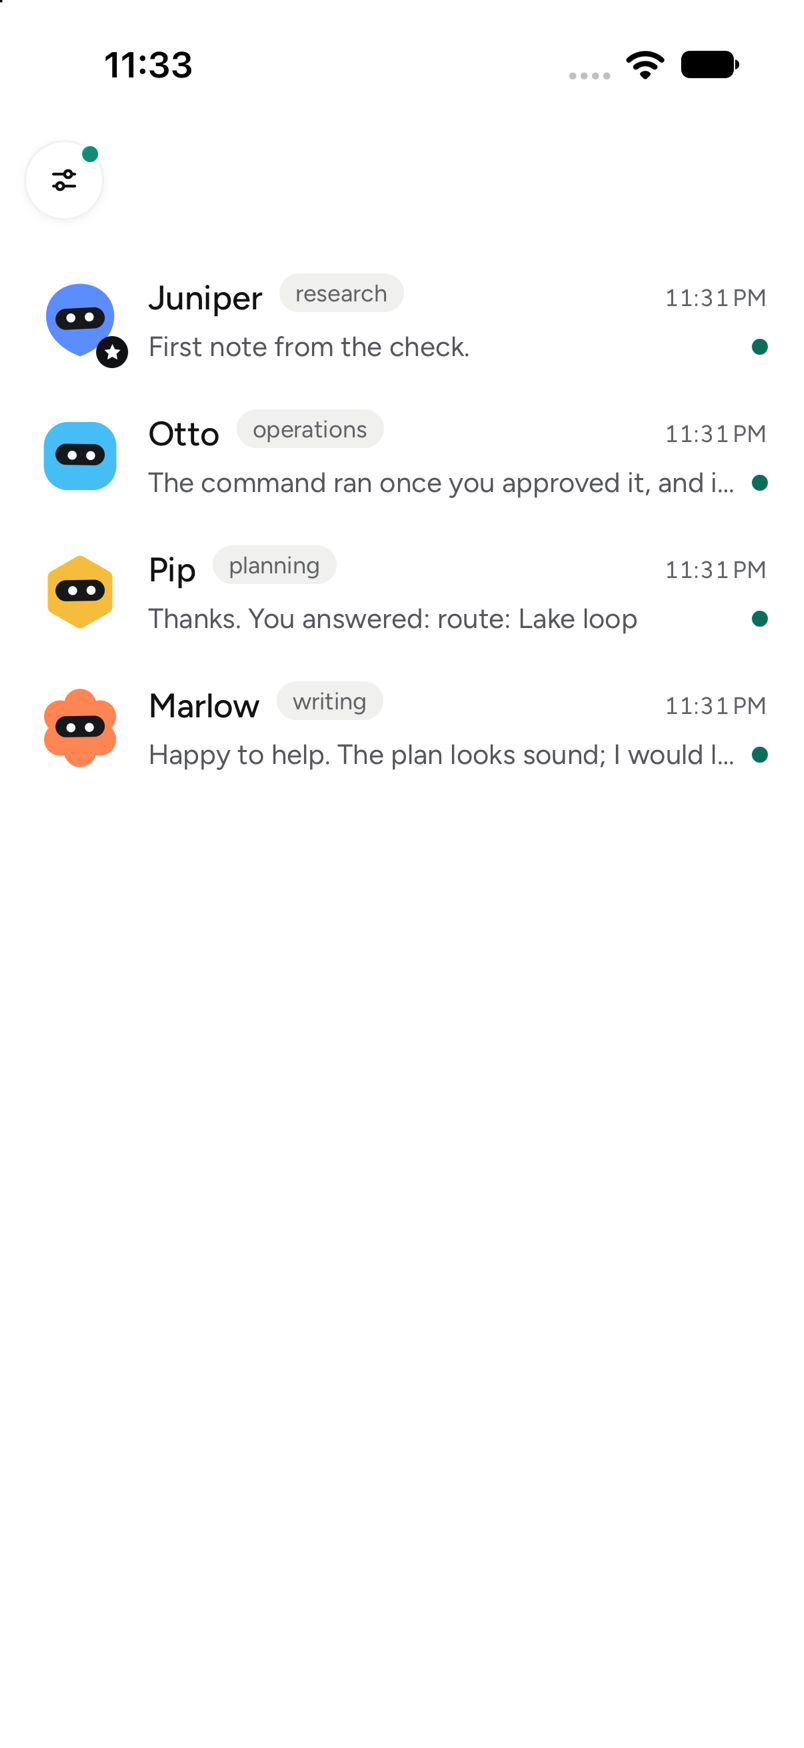 11:33
Juniper research 11:31 PM
First note from the check.
Otto operations 11:31 PM
The command ran once you approved it, and i...
Pip planning 11:31 PM
Thanks. You answered: route: Lake loop
Marlow writing 11:31 PM
Happy to help. The plan looks sound; I would l...